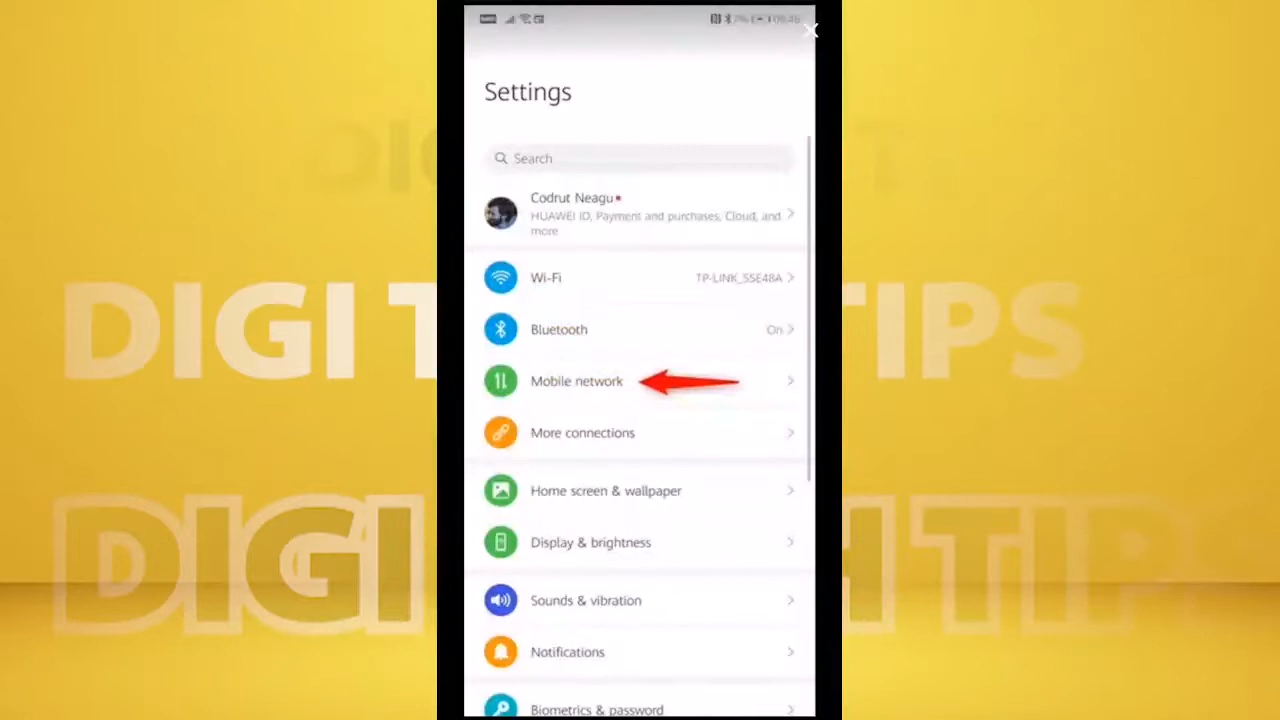 Settings
Search
Codrut Neagu
HUAWEI ID, Payment and purchases, Cloud, and
more
Wi-Fi
TP-LINK_5SE48A
Bluetooth
On
Mobile network
More connections
Home screen & wallpaper
Display & brightness
Sounds & vibration
Notifications
Biometrics & password
DIGI T
TIPS
DIGI
H TIP